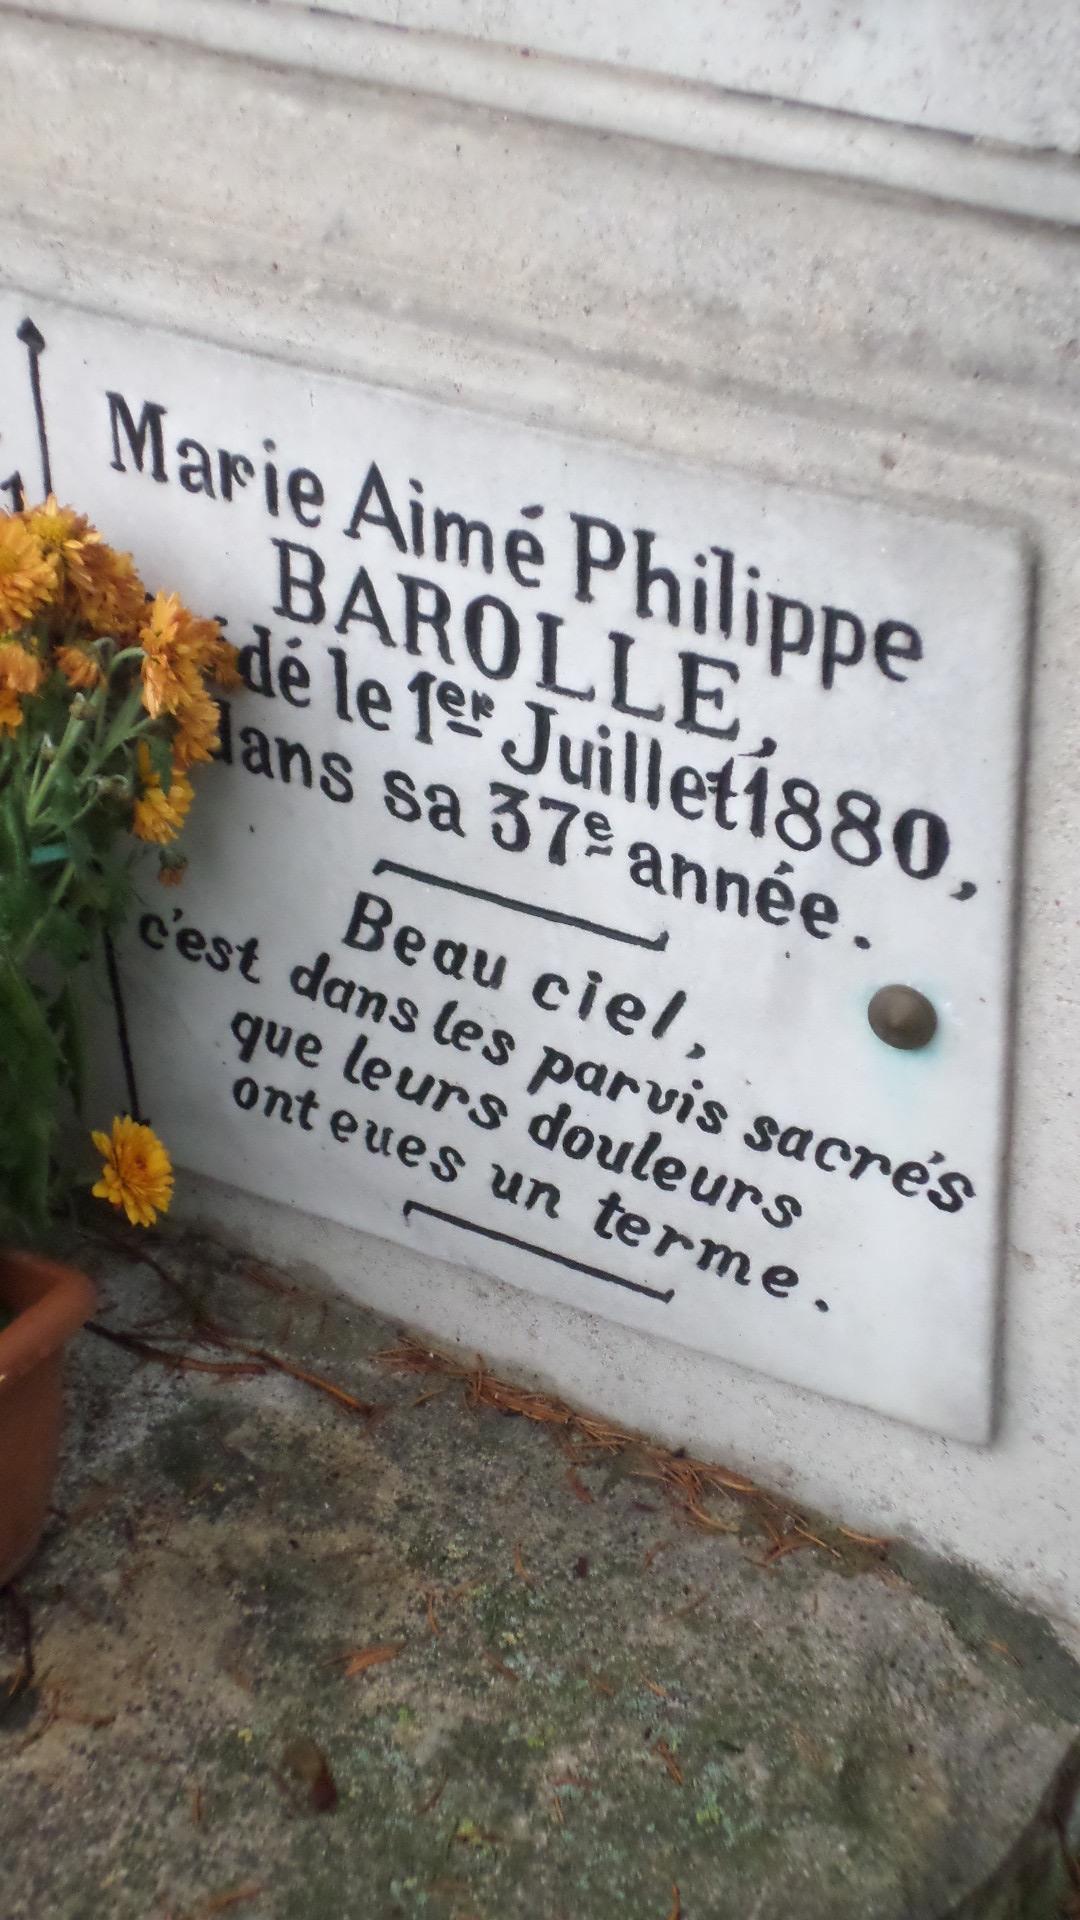 Marie Aimé Philippe
BAROLLE,
dé le 1er Juillet 1880,
dans sa 37e année.
Beau ciel,
c'est dans les parvis sacrés
que leurs douleurs
ont eues un terme.